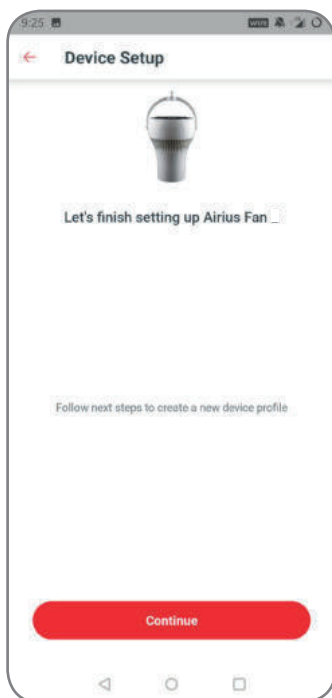 9:25
Device Setup
Let's finish setting up Airius Fan _
Follow next steps to create a new device profile
Continue